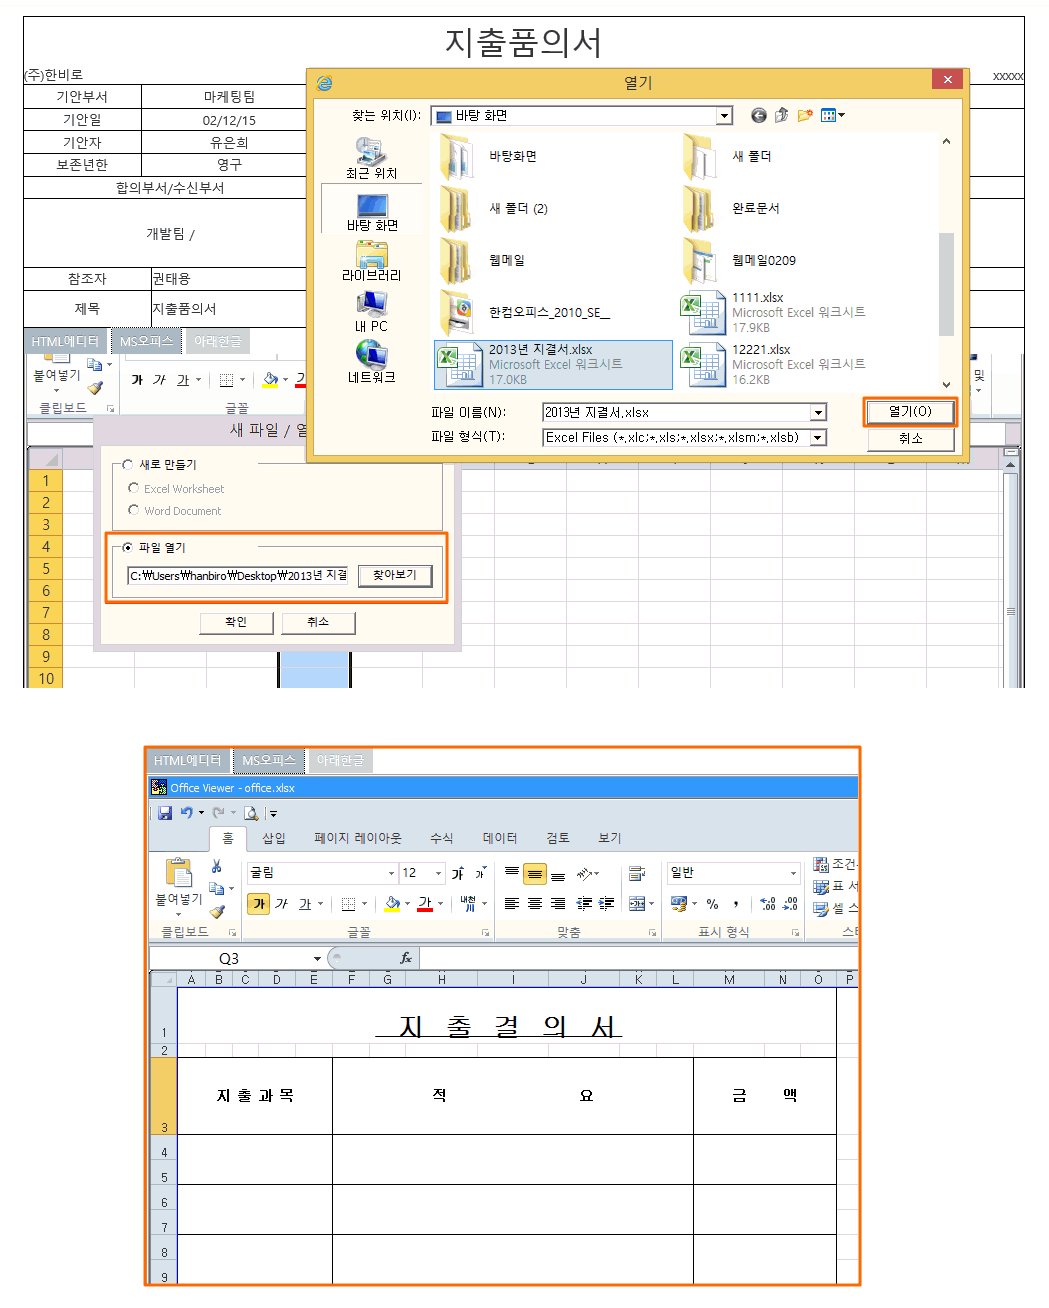 지출품의서
(주)한비로
xxxxx
기안부서
마케팅팀
기안일
02/12/15
기안자
유은희
보존년한
영구
합의부서/수신부서
개발팀 /
참조자
권태용
제목
지출품의서
HTML에디터
MS오피스
아래한글
붙여넣기
가 가 가
클립보드
글꼴
및
열기
찾는 위치(I):
바탕 화면
최근 위치
바탕 화면
라이브러리
내 PC
네트워크
바탕화면
새 폴더
새 폴더 (2)
완료문서
웹메일
웹메일0209
한컴오피스_2010_SE_
1111.xlsx
Microsoft Excel 워크시트
17.9KB
2013년 지결서.xlsx
Microsoft Excel 워크시트
17.0KB
12221.xlsx
Microsoft Excel 워크시트
16.2KB
파일 이름(N):
2013년 지결서.xlsx
열기(O)
파일 형식(T):
Excel Files (*.xlc;*.xls;*.xlsx;*.xlsm;*.xlsb)
취소
새 파일 /
새로 만들기
Excel Worksheet
Word Document
파일 열기
C:₩Users₩hanbiro₩Desktop₩2013년 지결
찾아보기
확인
취소
1
2
3
4
5
6
7
8
9
10
HTML에디터
MS오피스
아래한글
Office Viewer - office.xlsx
홈
삽입
페이지 레이아웃
수식
데이터
검토
보기
붙여넣기
클립보드
굴림
12
가 가
가 가 가
가
내천
글꼴
맞춤
일반
% ,
표시 형식
조건
표 서
셀 스
스타
Q3
fx
A B C D E F G H I J K L M N O P
1
지 출 결 의 서
2
3
지 출 과 목
적 요
금 액
4
5
6
7
8
9